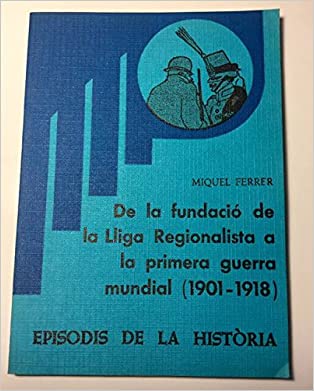 MIQUEL FERRER
De la fundació de
la Lliga Regionalista a
la primera guerra
mundial (1901-1918)
EPISODIS DE LA HISTÒRIA